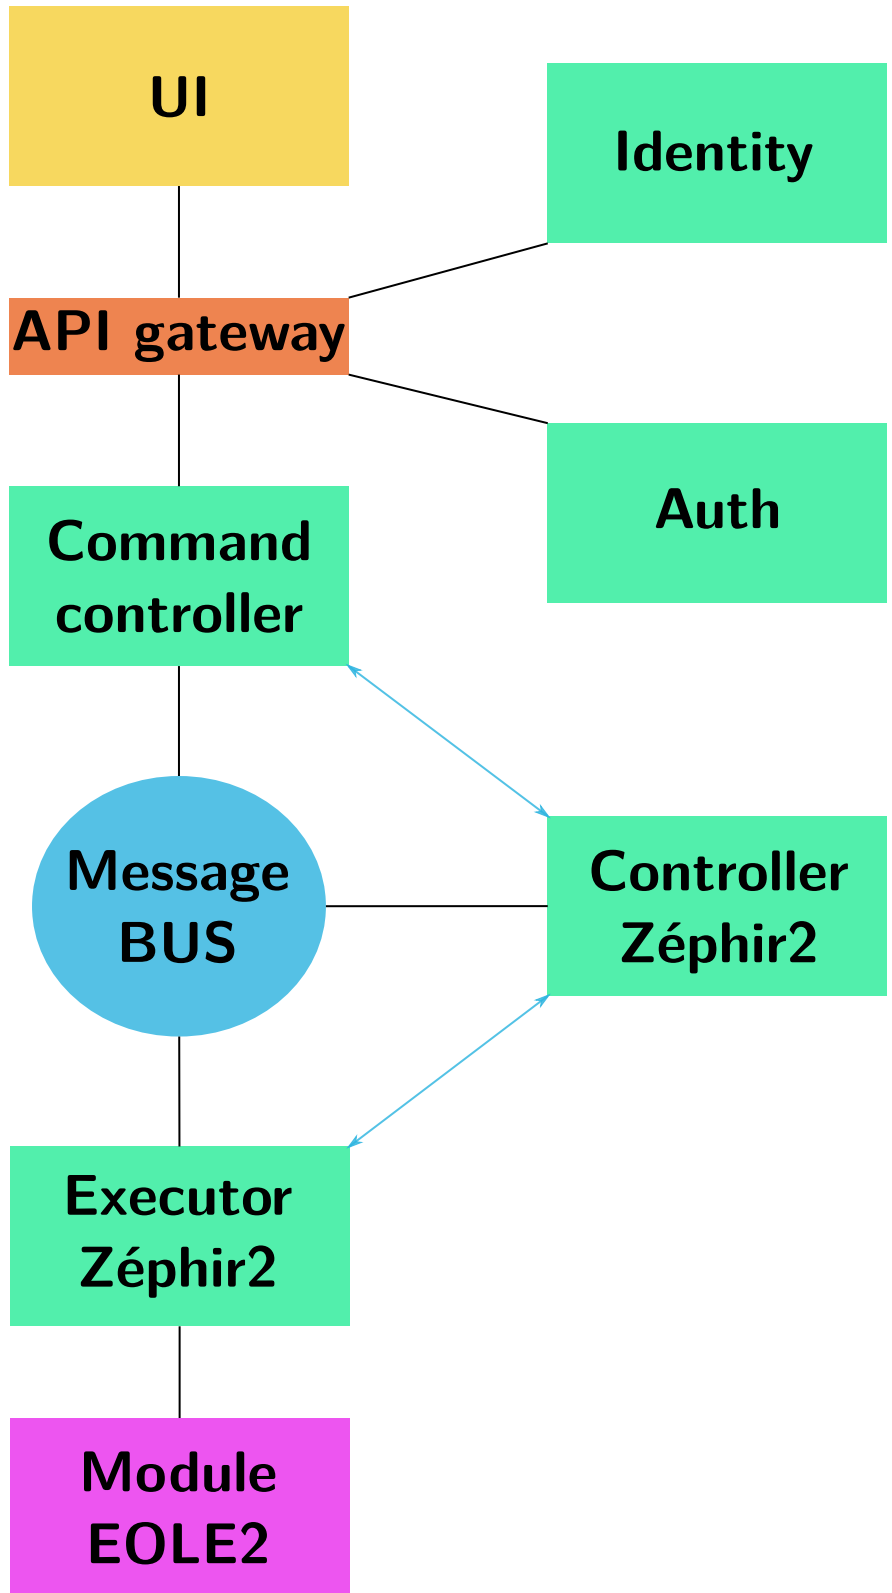 UI
Identity
API gateway
Auth
Command
controller
Message
BUS
Controller
Zéphir2
Executor
Zéphir2
Module
EOLE2